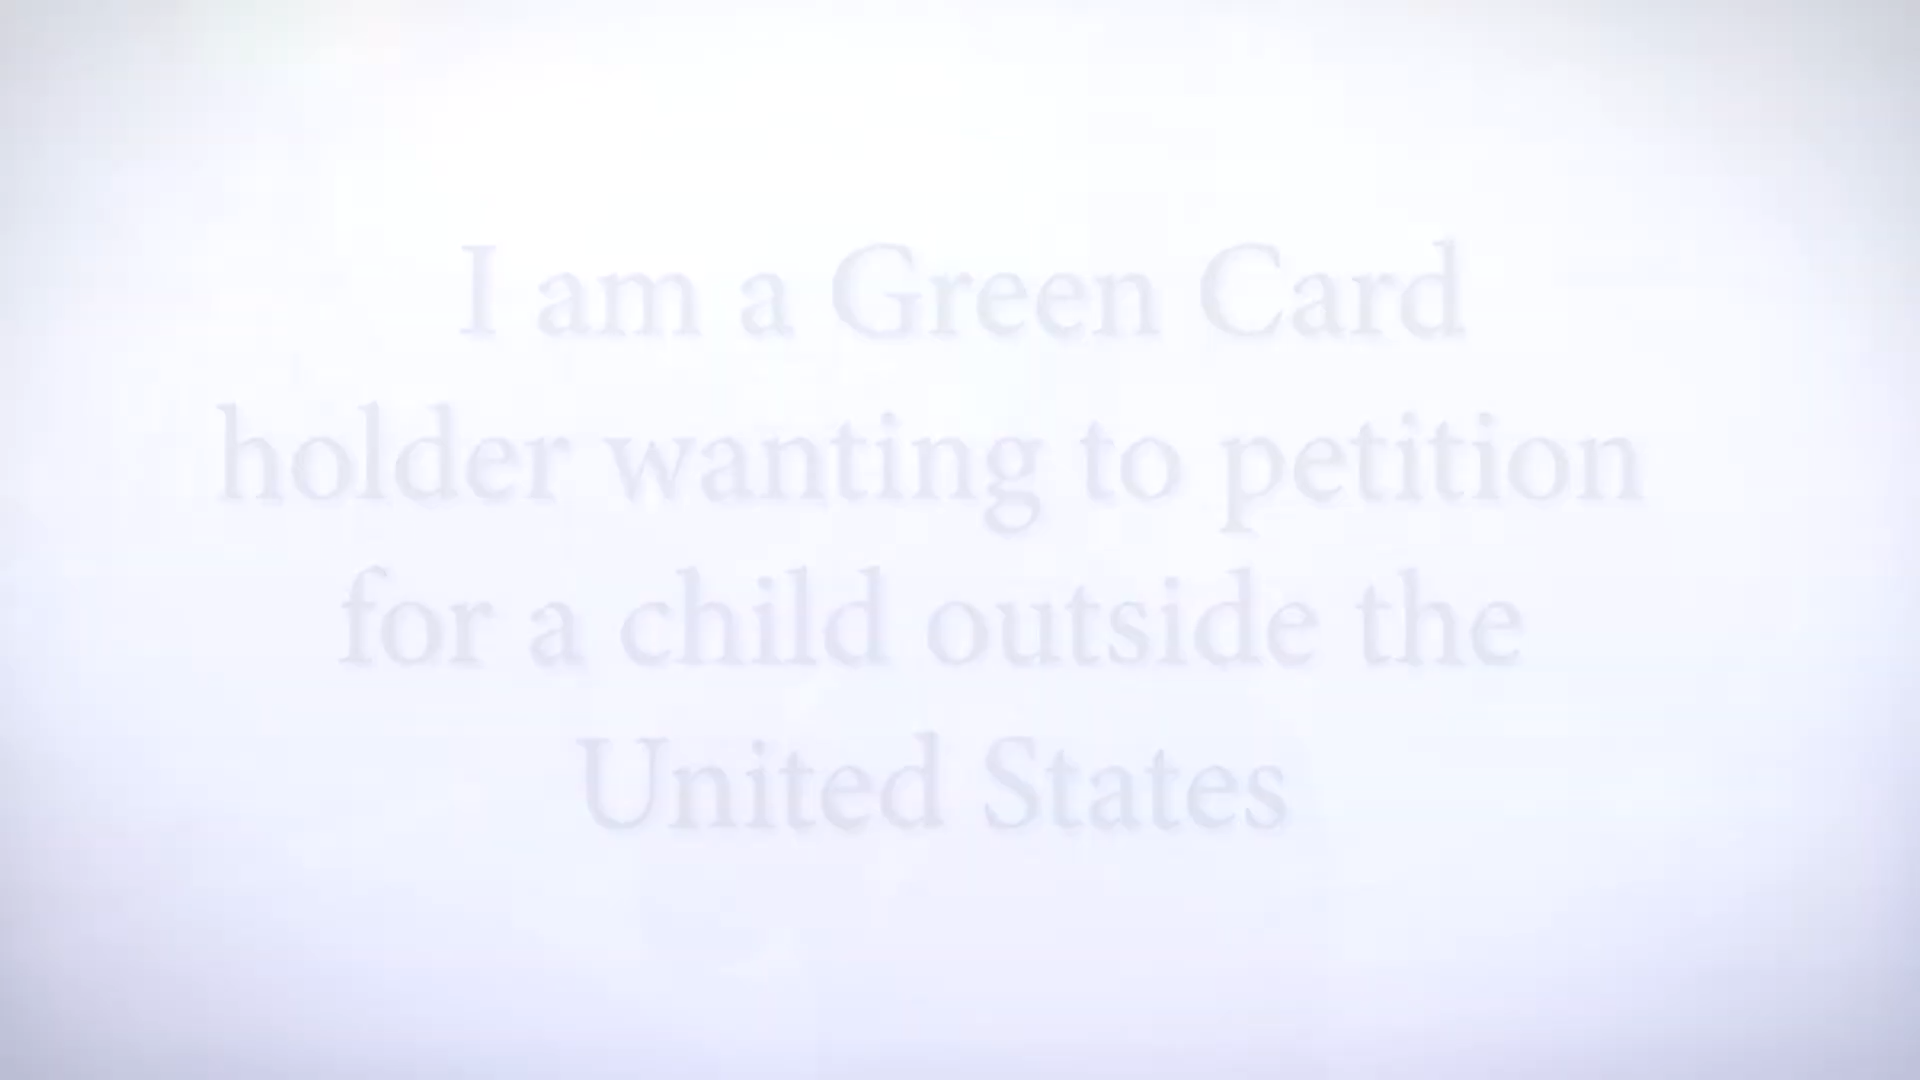 I am a Green Card
holder wanting to petition
for a child outside the
United States